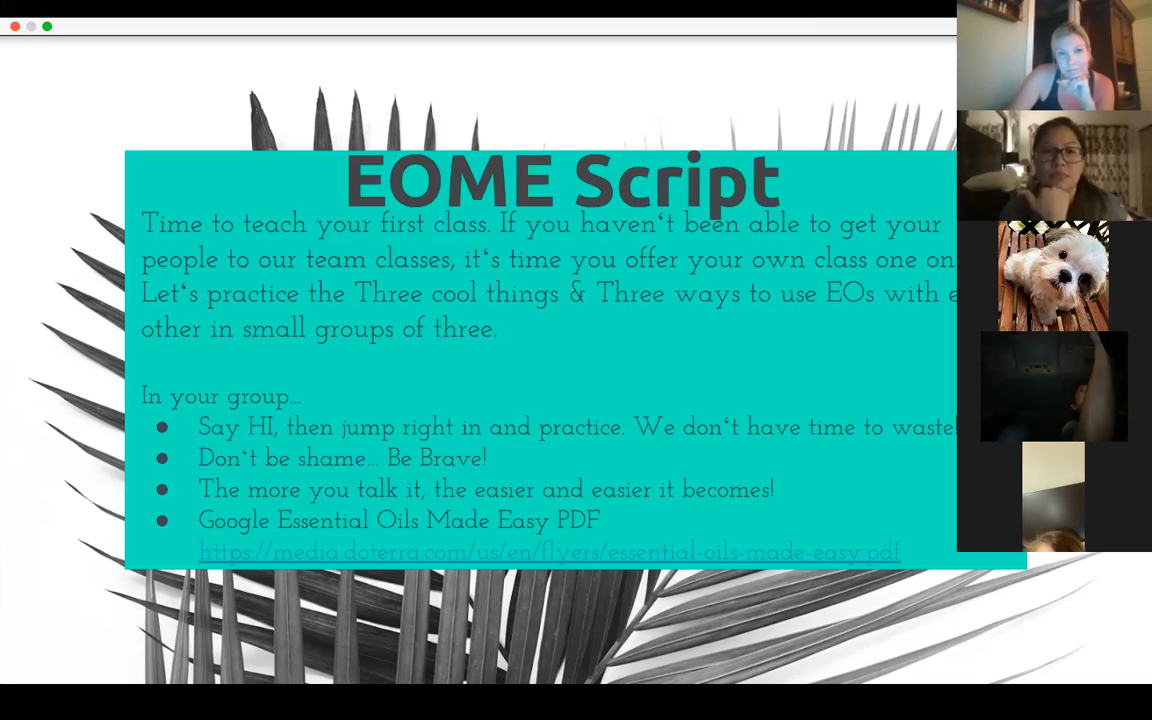 EOME Script
Time to teach your first class. If you haven‘t been able to get your
people to our team classes, it‘s time you offer your own class one on
Let‘s practice the Three cool things & Three ways to use EOs with
other in small groups of three.
In your group...
● Say HI, then jump right in and practice. We don‘t have time to waste!
● Don‘t be shame... Be Brave!
● The more you talk it, the easier and easier it becomes!
● Google Essential Oils Made Easy PDF
https://media.doterra.com/us/en/flyers/essential-oils-made-easy.pdf